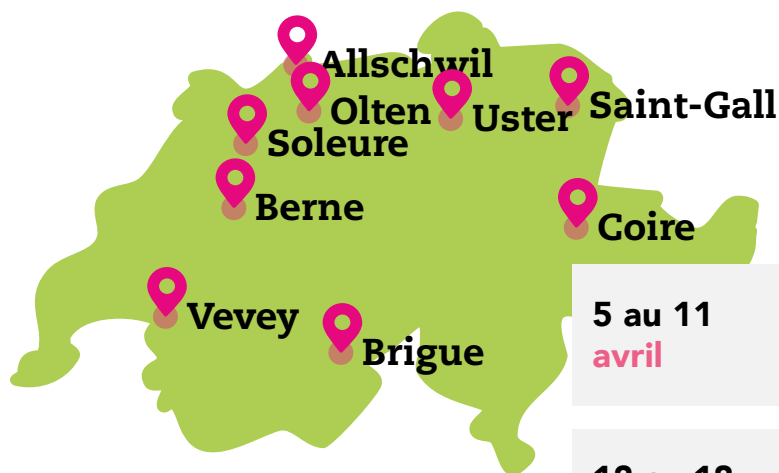 Allschwil
Olten
Uster
Saint-Gall
Soleure
Berne
Coire
Vevey
Brigue
5 au 11
avril